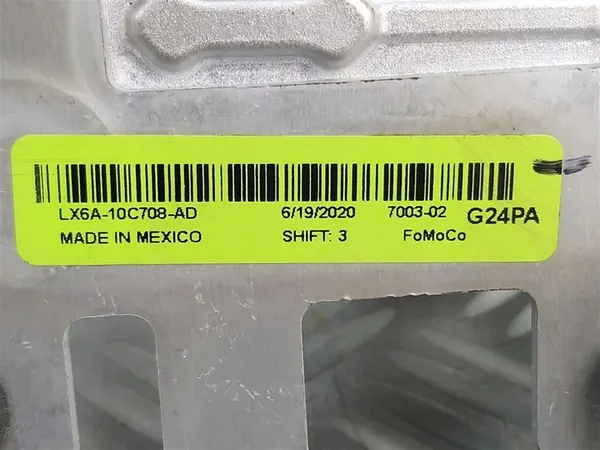 LX6A-10C708-AD 6/19/2020 7003-02 G24PA
MADE IN MEXICO SHIFT: 3 FoMoCo